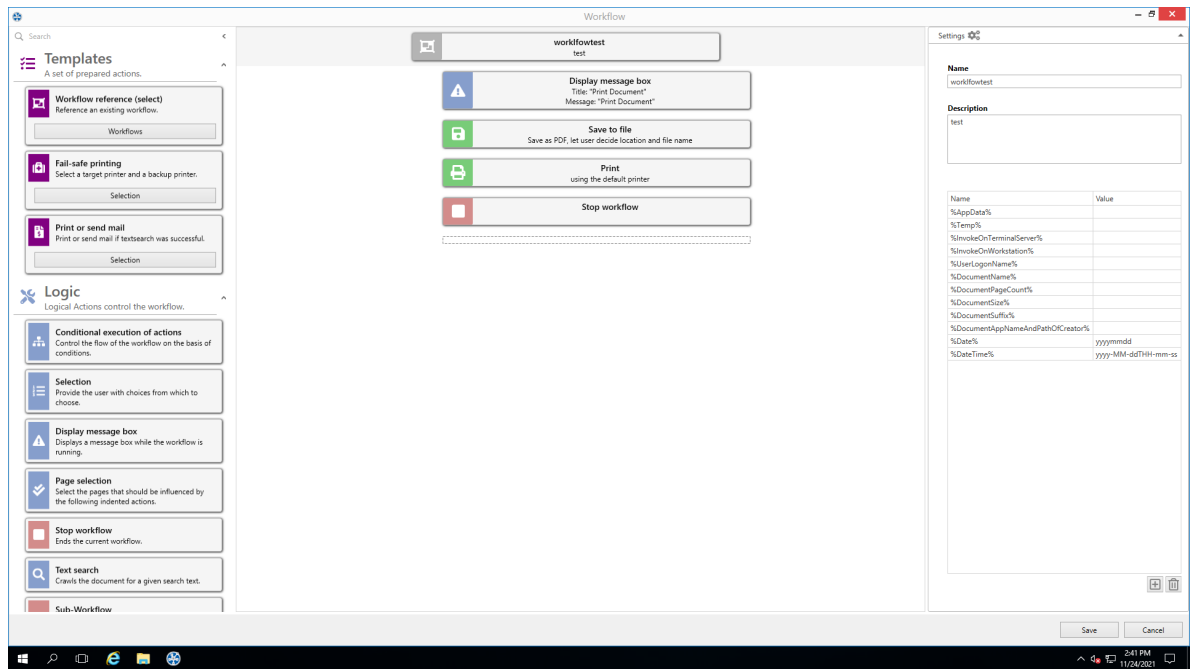 Workflow
Search
Templates
A set of prepared actions.
Workflow reference (select)
Reference an existing workflow.
Workflows
Fail-safe printing
Select a target printer and a backup printer.
Selection
Print or send mail
Print or send mail if textsearch was successful.
Selection
Logic
Logical Actions control the workflow.
Conditional execution of actions
Control the flow of the workflow on the basis of
conditions.
Selection
Provide the user with choices from which to
choose.
Display message box
Displays a message box while the workflow is
running.
Page selection
Select the pages that should be influenced by
the following indented actions.
Stop workflow
Ends the current workflow.
Text search
Crawls the document for a given search text.
Sub-Workflow
worklfowtest
test
Display message box
Title: "Print Document"
Message: "Print Document"
Save to file
Save as PDF, let user decide location and file name
Print
using the default printer
Stop workflow
Settings
Name
worklfowtest
Description
test
Name Value
%AppData%
%Temp%
%InvokeOnTerminalServer%
%InvokeOnWorkstation%
%UserLogonName%
%DocumentName%
%DocumentPageCount%
%DocumentSize%
%DocumentSuffix%
%DocumentAppNameAndPathOfCreator%
%Date% yyyymmdd
%DateTime% yyyy-MM-ddTHH-mm-ss
Save Cancel
2:41 PM
11/24/2021